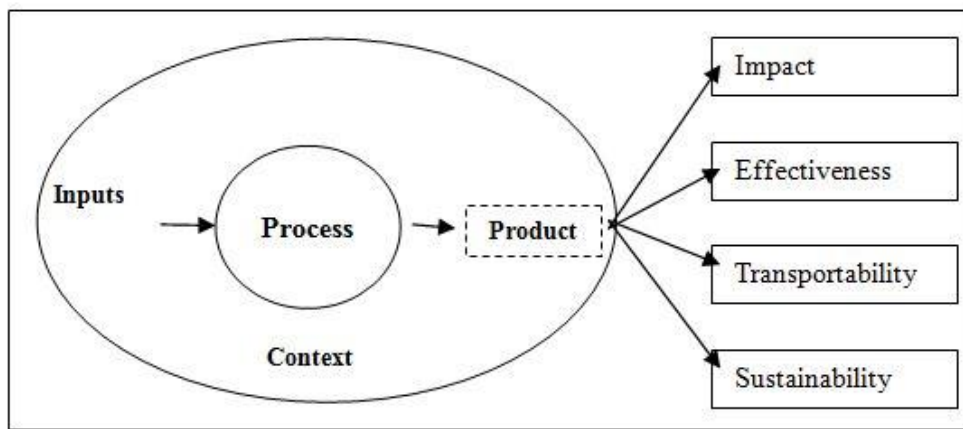 Inputs
Process
Product
Context
Impact
Effectiveness
Transportability
Sustainability